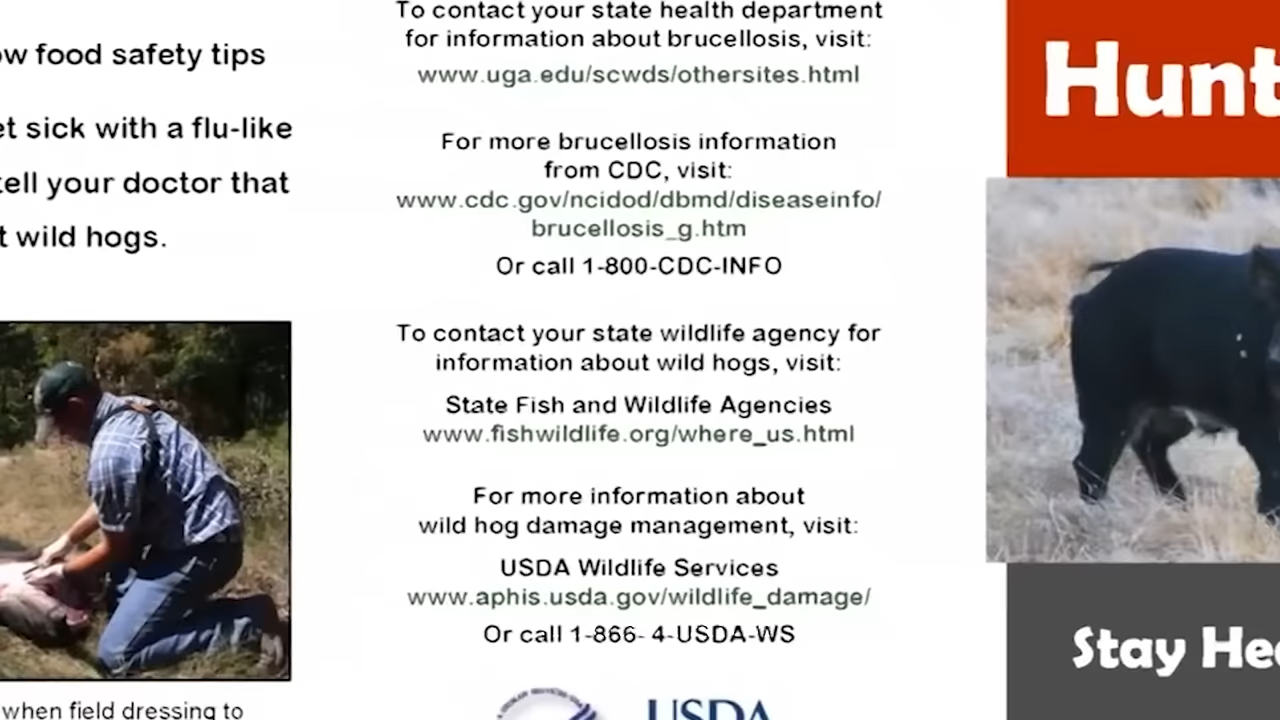 ow food safety tips
et sick with a flu-like
tell your doctor that
t wild hogs.
when field dressing to
To contact your state health department
for information about brucellosis, visit:
www.uga.edu/scwds/othersites.html
For more brucellosis information
from CDC, visit:
www.cdc.gov/ncidod/dbmd/diseaseinfo/
brucellosis_g.htm
Or call 1-800-CDC-INFO
To contact your state wildlife agency for
information about wild hogs, visit:
State Fish and Wildlife Agencies
www.fishwildlife.org/where_us.html
For more information about
wild hog damage management, visit:
USDA Wildlife Services
www.aphis.usda.gov/wildlife_damage/
Or call 1-866- 4-USDA-WS
USDA
Hunt
Stay Hea